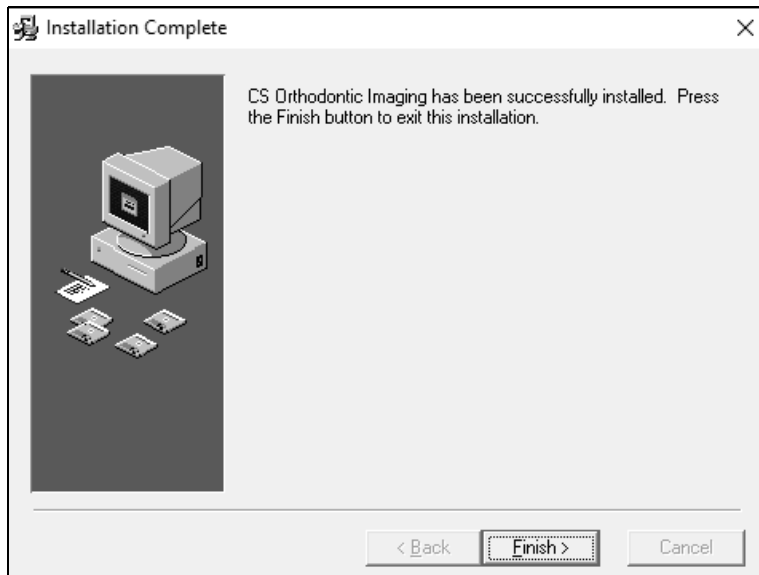 Installation Complete
CS Orthodontic Imaging has been successfully installed. Press
the Finish button to exit this installation.
< Back
Finish >
Cancel